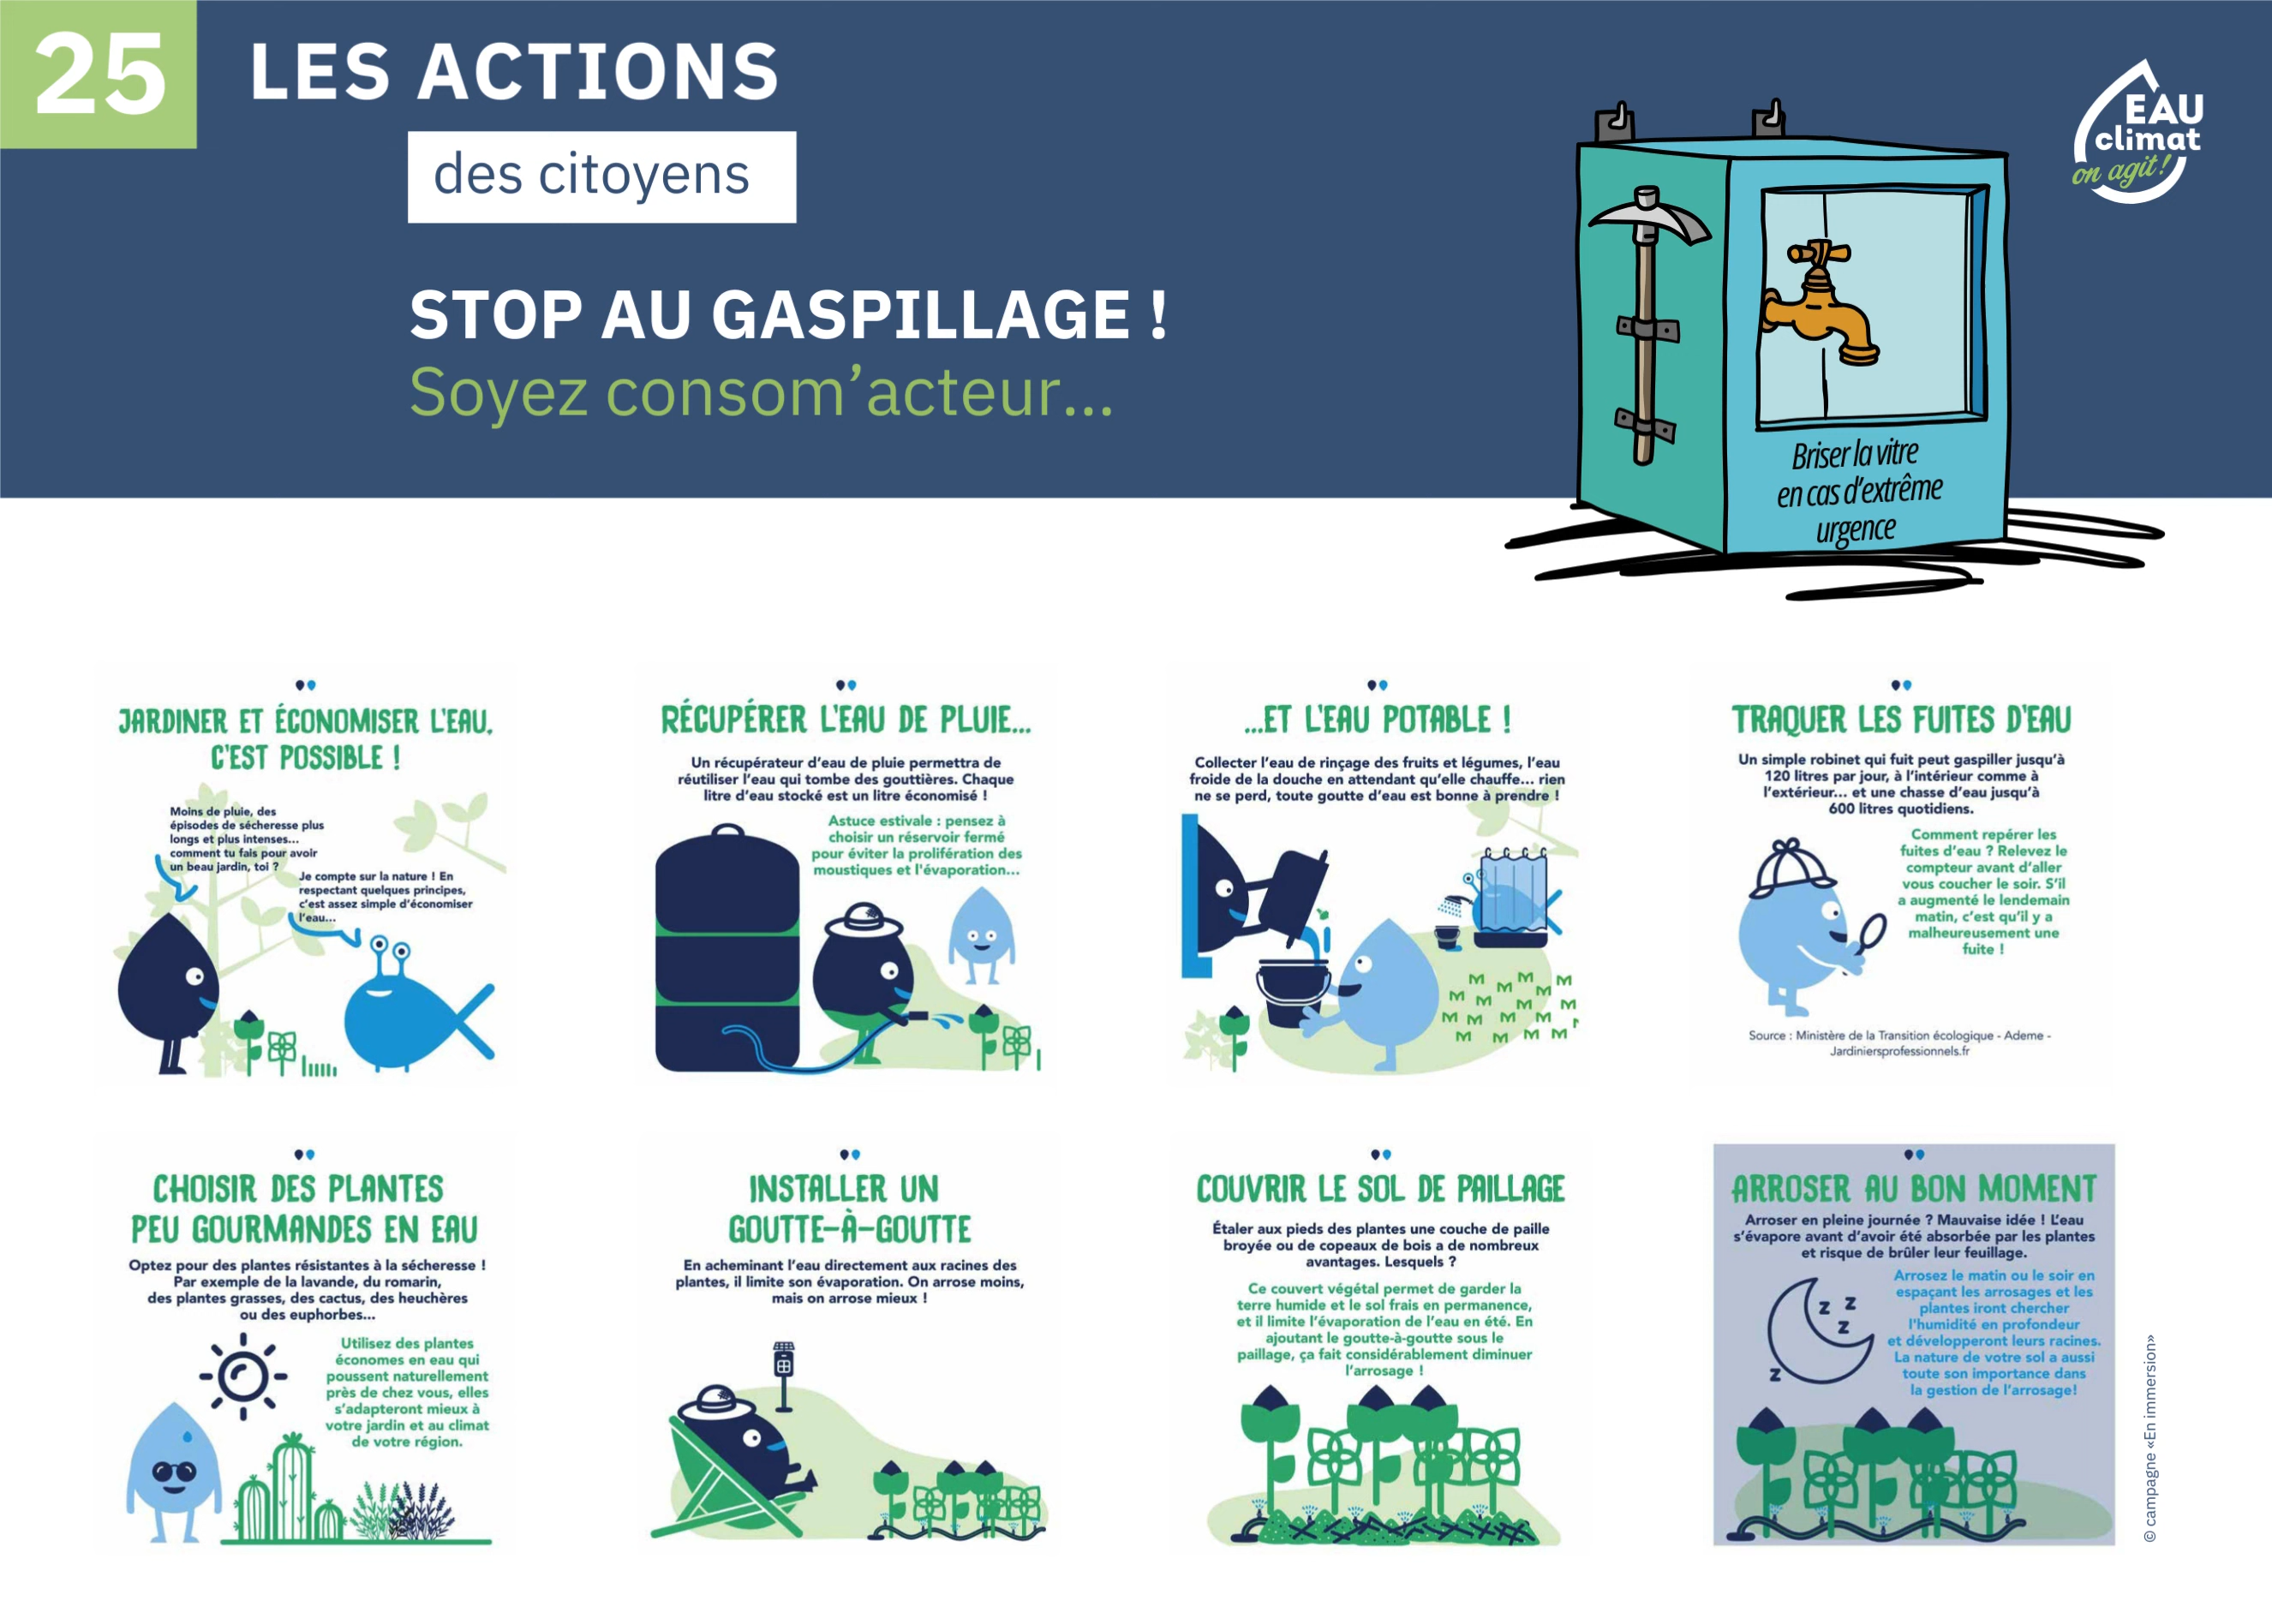 25
LES ACTIONS
des citoyens
STOP AU GASPILLAGE !
Soyez consom'acteur...
EAU
climat
on agit !
Briser la vitre
en cas d'extrême
urgence
JARDINER ET ÉCONOMISER L'EAU,
C'EST POSSIBLE !
Moins de pluie, des
épisodes de sécheresse plus
longs et plus intenses...
comment tu fais pour avoir
un beau jardin, toi ?
Je compte sur la nature ! En
respectant quelques principes,
c'est assez simple d'économiser
l'eau...
RÉCUPÉRER L'EAU DE PLUIE...
Un récupérateur d'eau de pluie permettra de
réutiliser l'eau qui tombe des gouttières. Chaque
litre d'eau stocké est un litre économisé !
Astuce estivale : pensez à
choisir un réservoir fermé
pour éviter la prolifération des
moustiques et l'évaporation...
...ET L'EAU POTABLE !
Collecter l'eau de rinçage des fruits et légumes, l'eau
froide de la douche en attendant qu'elle chauffe... rien
ne se perd, toute goutte d'eau est bonne à prendre !
TRAQUER LES FUITES D'EAU
Un simple robinet qui fuit peut gaspiller jusqu'à
120 litres par jour, à l'intérieur comme à
l'extérieur... et une chasse d'eau jusqu'à
600 litres quotidiens.
Comment repérer les
fuites d'eau ? Relevez le
compteur avant d'aller
vous coucher le soir. S'il
a augmenté le lendemain
matin, c'est qu'il y a
malheureusement une
fuite !
Source : Ministère de la Transition écologique - Ademe -
Jardiniersprofessionnels.fr
CHOISIR DES PLANTES
PEU GOURMANDES EN EAU
Optez pour des plantes résistantes à la sécheresse !
Par exemple de la lavande, du romarin,
des plantes grasses, des cactus, des heuchères
ou des euphorbes...
Utilisez des plantes
économes en eau qui
poussent naturellement
près de chez vous, elles
s'adapteront mieux à
votre jardin et au climat
de votre région.
INSTALLER UN
GOUTTE-À-GOUTTE
En acheminant l'eau directement aux racines des
plantes, il limite son évaporation. On arrose moins,
mais on arrose mieux !
COUVRIR LE SOL DE PAILLAGE
Étaler aux pieds des plantes une couche de paille
broyée ou de copeaux de bois a de nombreux
avantages. Lesquels ?
Ce couvert végétal permet de garder la
terre humide et le sol frais en permanence,
et il limite l'évaporation de l'eau en été. En
ajoutant le goutte-à-goutte sous le
paillage, ça fait considérablement diminuer
l'arrosage !
ARROSER AU BON MOMENT
Arroser en pleine journée ? Mauvaise idée ! L'eau
s'évapore avant d'avoir été absorbée par les plantes
et risque de brûler leur feuillage.
Arrosez le matin ou le soir en
espaçant les arrosages et les
plantes iront chercher
l'humidité en profondeur
et développeront leurs racines.
La nature de votre sol a aussi
toute son importance dans
la gestion de l'arrosage!
z z
z
z
© campagne «En immersion»